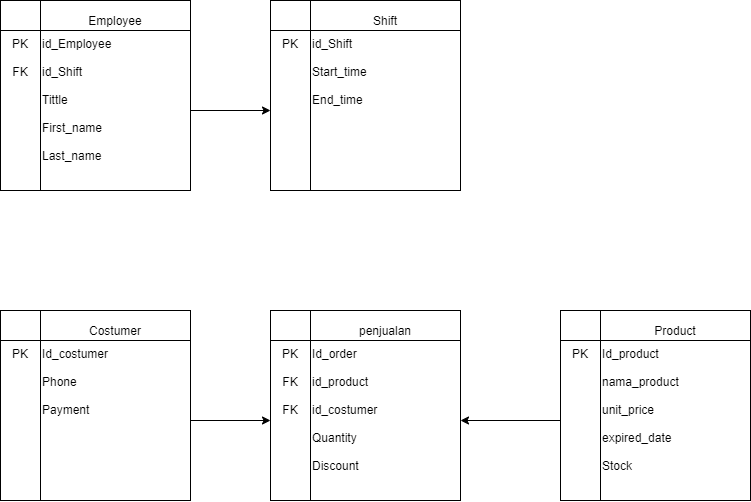 Employee
PK id_Employee
FK id_Shift
Tittle
First_name
Last_name
Shift
PK id_Shift
Start_time
End_time
Costumer
PK Id_costumer
Phone
Payment
penjualan
PK Id_order
FK id_product
FK id_costumer
Quantity
Discount
Product
PK Id_product
nama_product
unit_price
expired_date
Stock